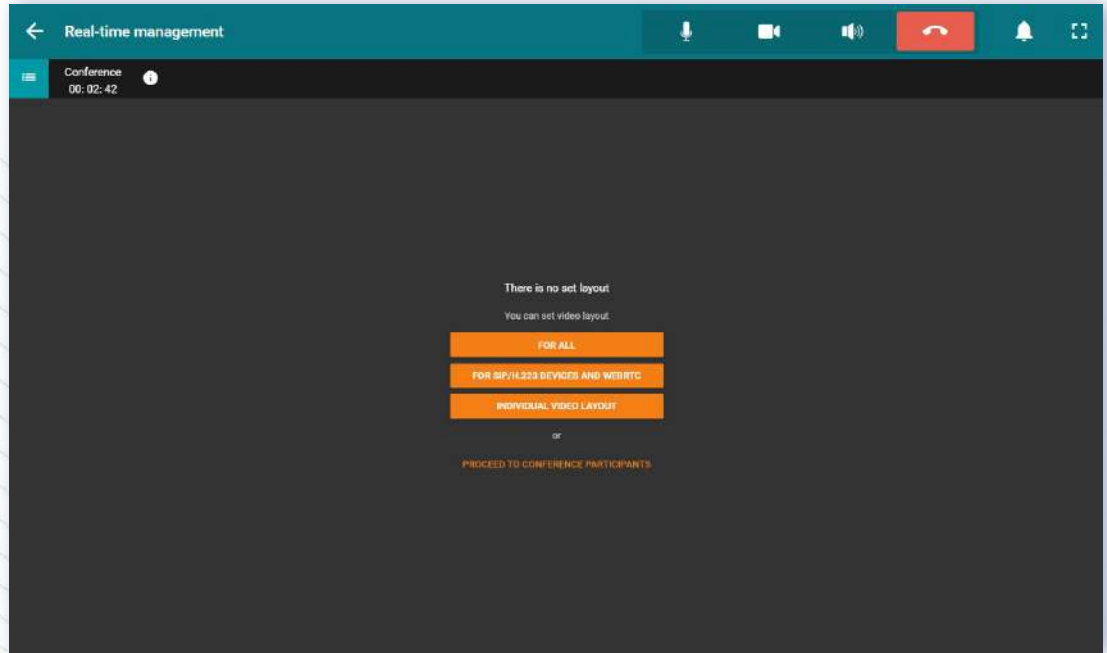 Real-time management
Conference
00: 02: 42
There is no set layout
You can set video layout
FOR ALL
FOR SIP/H.323 DEVICES AND WEBRTC
INDIVIDUAL VIDEO LAYOUT
or
PROCEED TO CONFERENCE PARTICIPANTS